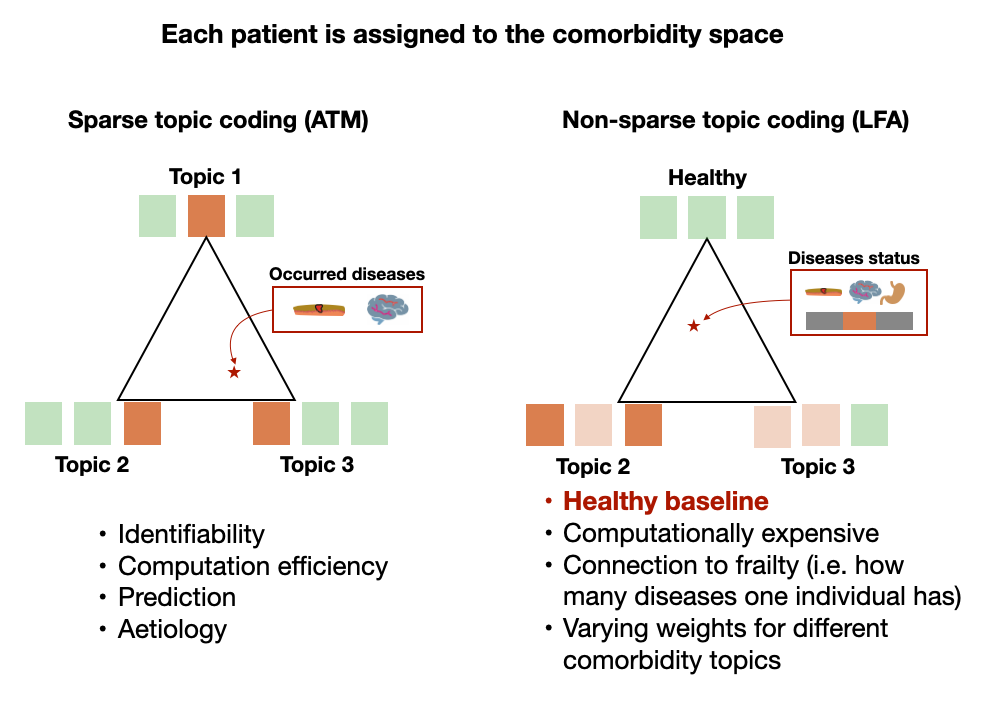 Each patient is assigned to the comorbidity space
Sparse topic coding (ATM)
Topic 1
Occurred diseases
Topic 2
Topic 3
• Identifiability
• Computation efficiency
• Prediction
• Aetiology
Non-sparse topic coding (LFA)
Healthy
Diseases status
Topic 2
Topic 3
• Healthy baseline
• Computationally expensive
• Connection to frailty (i.e. how
many diseases one individual has)
• Varying weights for different
comorbidity topics